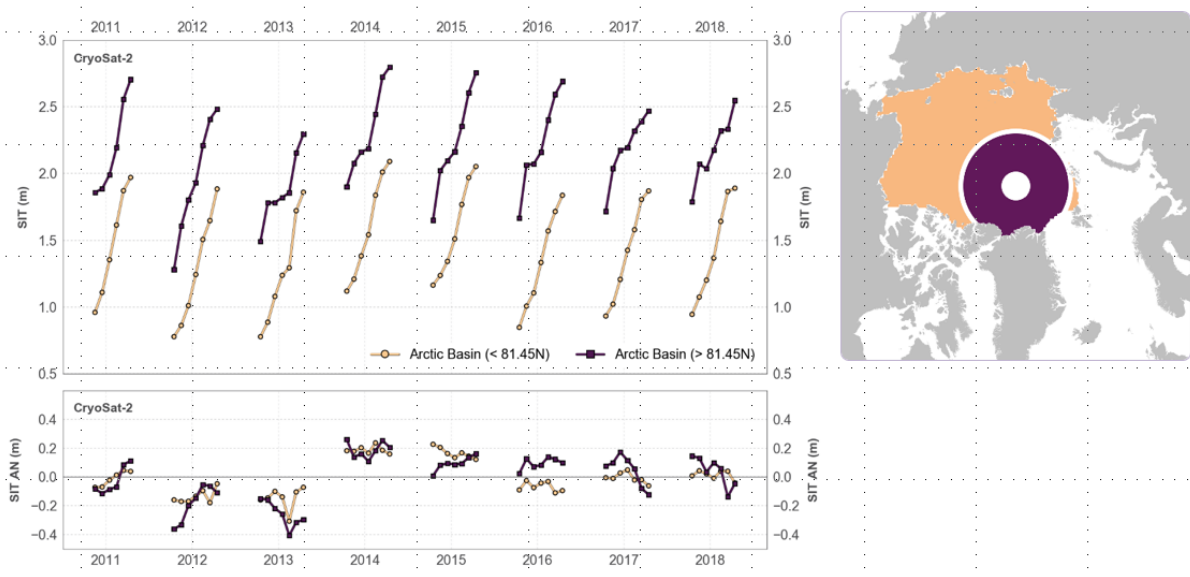 2011 2012 2013 2014 2015 2016 2017 2018
CryoSat-2
3.0 3.0
2.5 2.5
2.0 2.0
1.5 1.5
1.0 1.0
0.5 0.5
SIT (m) SIT (m)
Arctic Basin (< 81.45N) Arctic Basin (> 81.45N)
CryoSat-2
0.4 0.4
0.2 0.2
0.0 0.0
−0.2 −0.2
−0.4 −0.4
SIT AN (m) SIT AN (m)
2011 2012 2013 2014 2015 2016 2017 2018